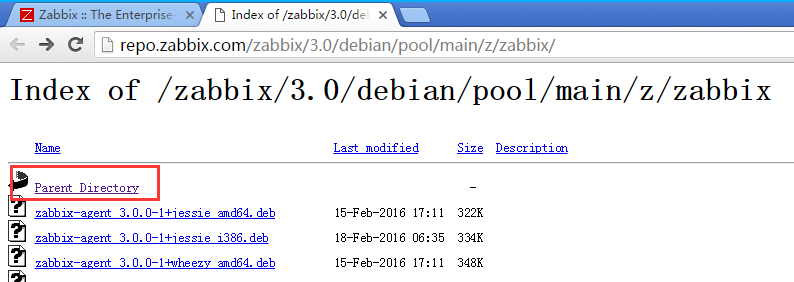 Zabbix :: The Enterprise-
Index of /zabbix/3.0/deb
repo.zabbix.com/zabbix/3.0/debian/pool/main/z/zabbix/
Index of /zabbix/3.0/debian/pool/main/z/zabbix
Name Last modified Size Description
Parent Directory -
zabbix-agent_3.0.0-1+jessie_amd64.deb 15-Feb-2016 17:11 322K
zabbix-agent_3.0.0-1+jessie_i386.deb 18-Feb-2016 06:35 334K
zabbix-agent_3.0.0-1+wheezy_amd64.deb 15-Feb-2016 17:11 348K